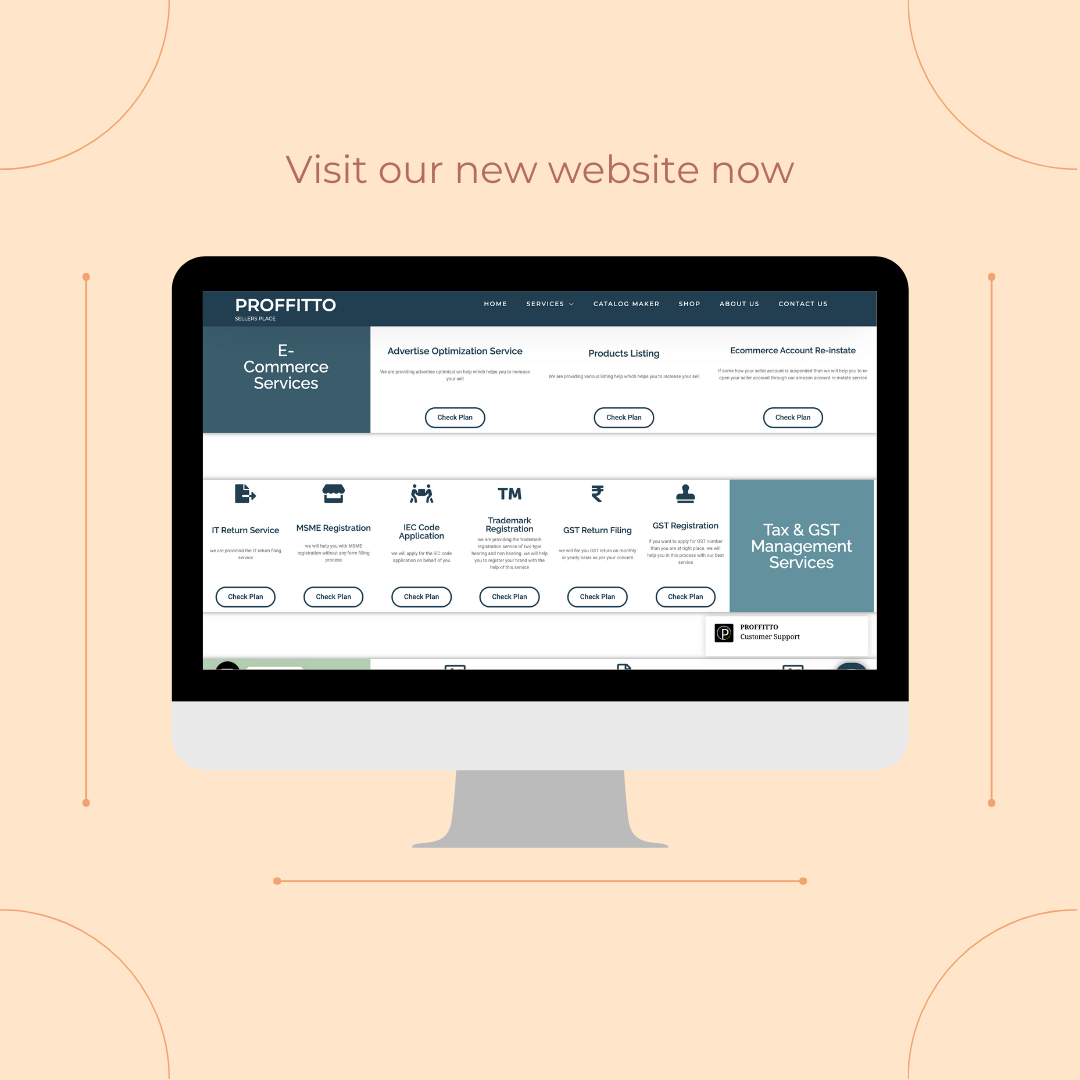 Visit our new website now
PROFFITTO
SELLERS PLACE
HOME SERVICES CATALOG MAKER SHOP ABOUT US CONTACT US
E-
Commerce
Services
Advertise Optimization Service
We are providing advertise optimization help which helps you to increase
your sell
Check Plan
Products Listing
We are providing various listing help which helps you to increase your sell
Check Plan
Ecommerce Account Re-instate
If some how your seller account is suspended than we will help you to re-
open your seller account through our amazon account re-instate service
Check Plan
IT Return Service
we are provided the IT return filing
service
Check Plan
MSME Registration
we will help you with MSME
registration without any form filling
process
Check Plan
IEC Code
Application
we will apply for the IEC code
application on behalf of you
Check Plan
TM
Trademark
Registration
we are providing the trademark
registration service of two type
hearing and non hearing. we will help
you to register your brand with the
help of this service
Check Plan
GST Return Filing
we will file you GST return on monthly
or yearly basis as per your concern
Check Plan
GST Registration
If you want to apply for GST number
than you are at right place. we will
help you in this process with our best
service
Check Plan
Tax & GST
Management
Services
P
PROFFITTO
Customer Support